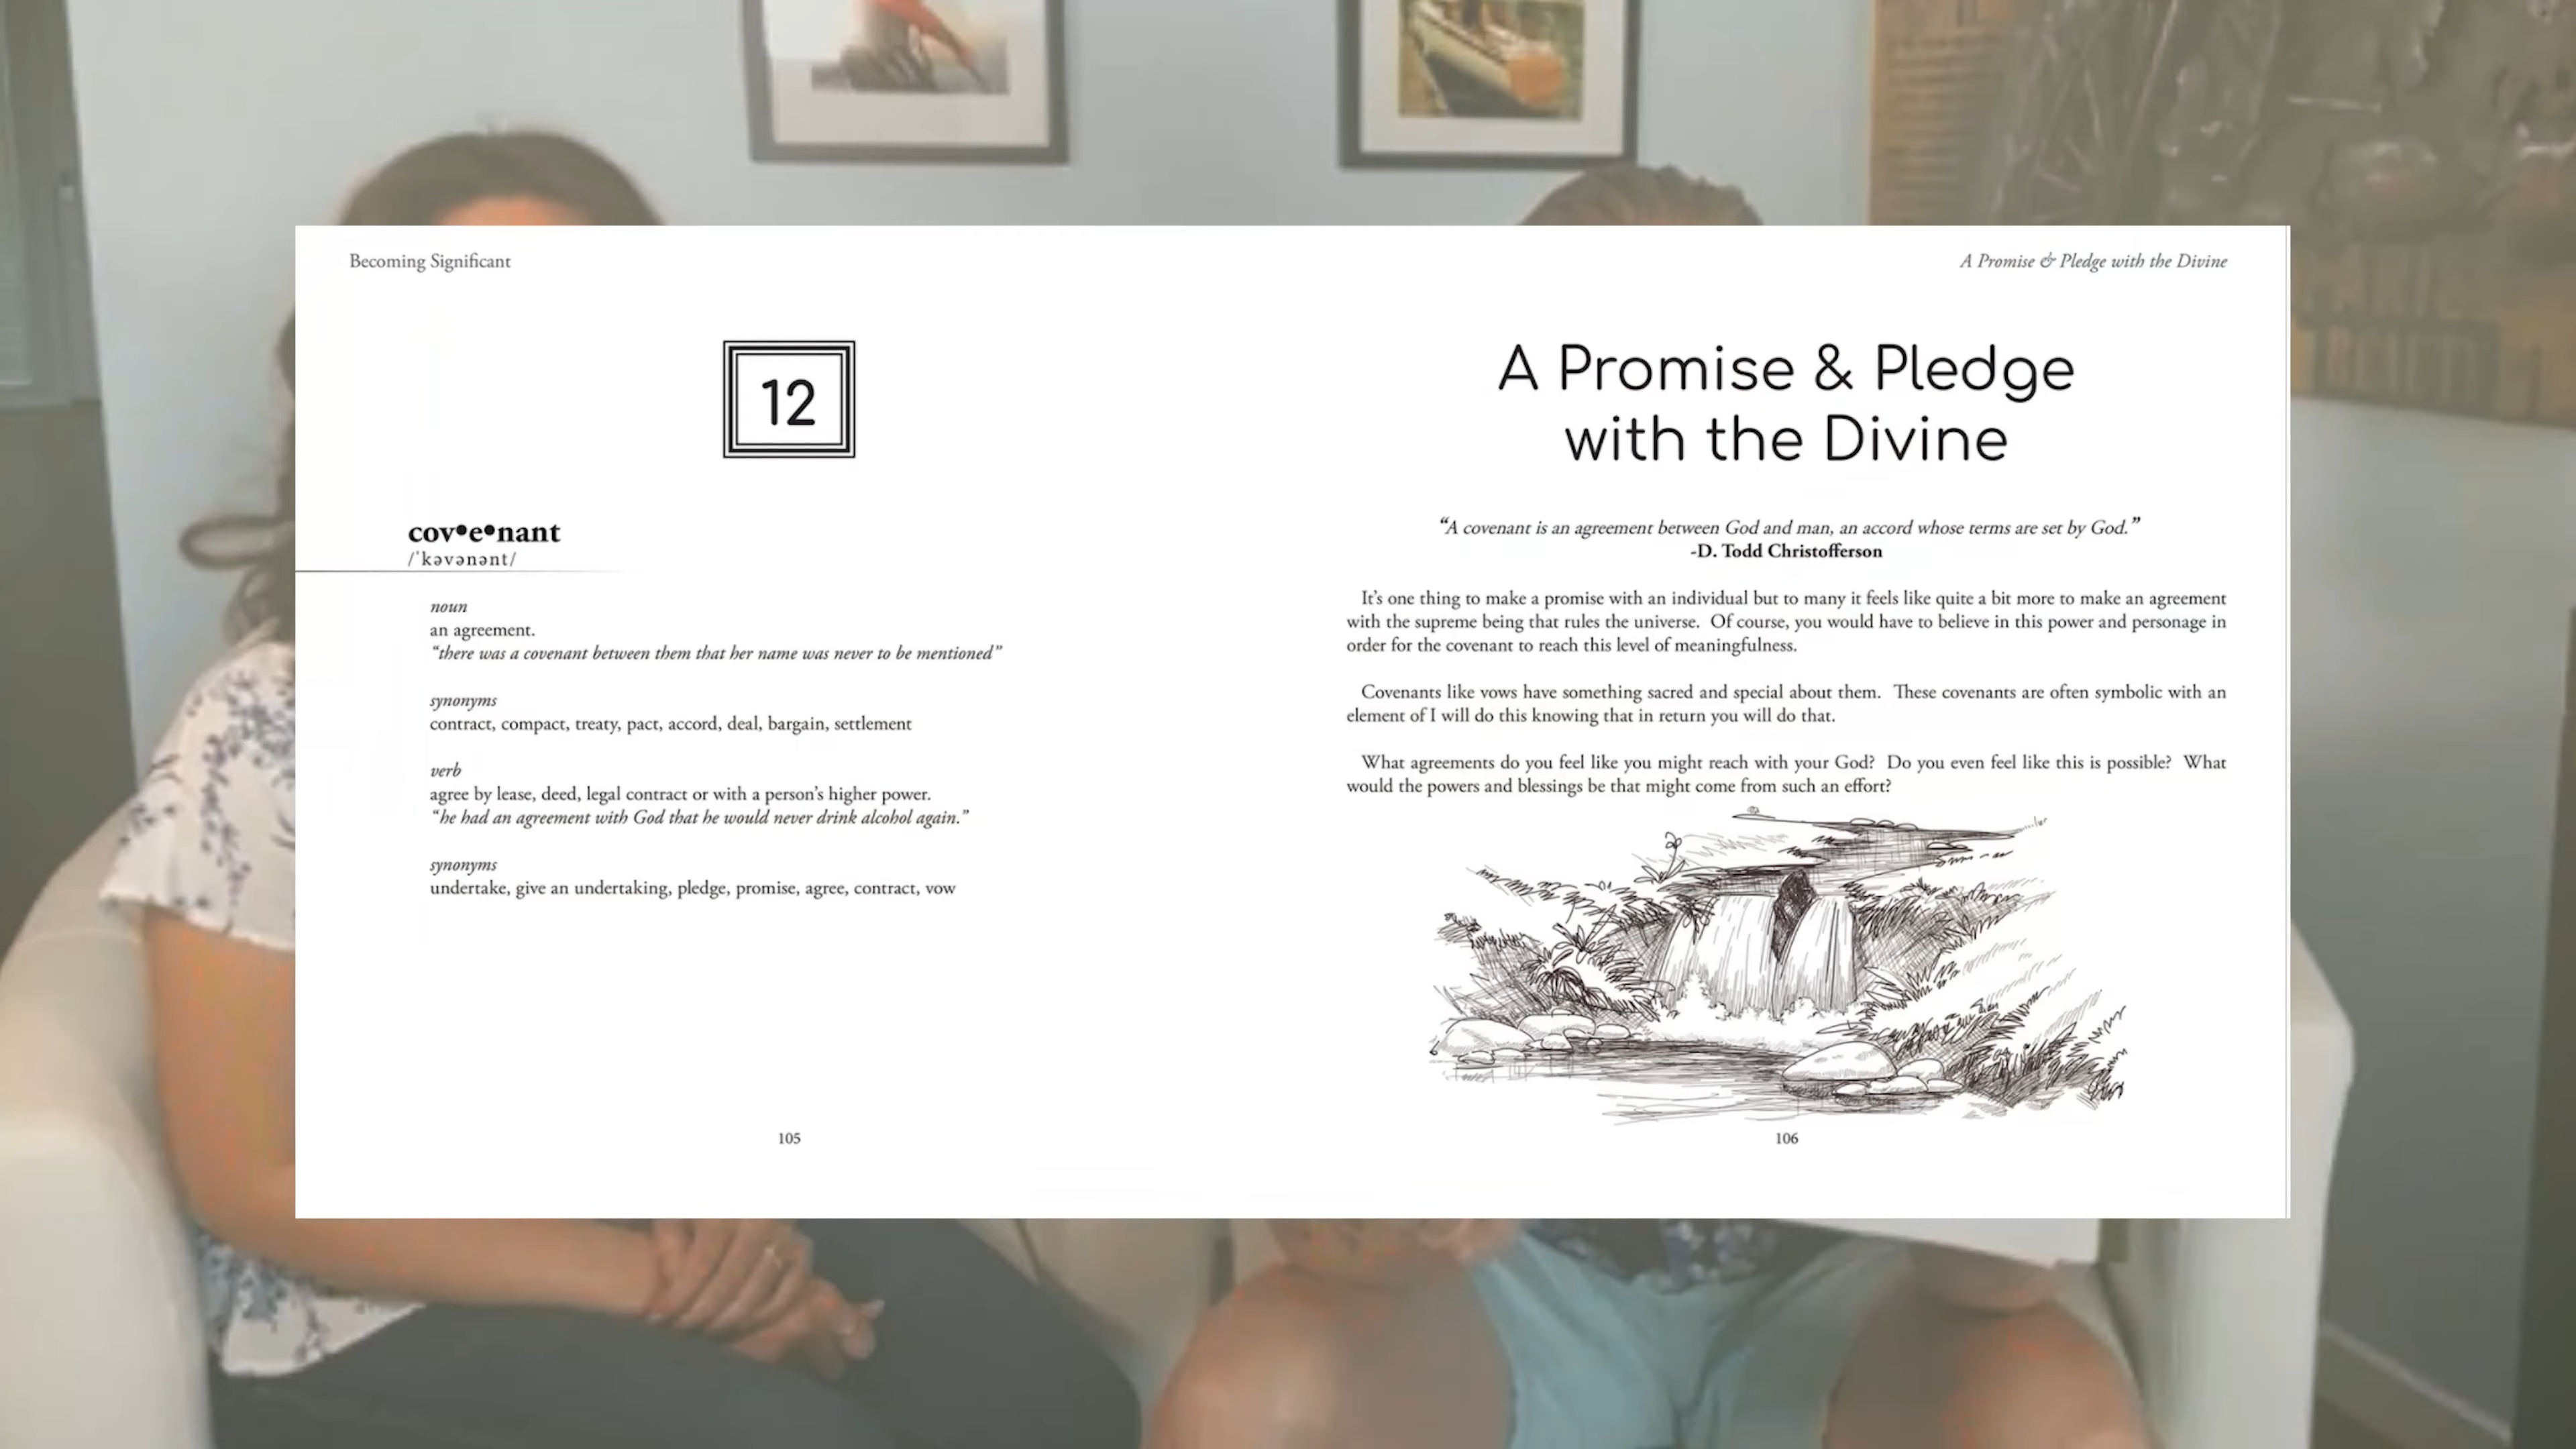 Becoming Significant
12
cov•e•nant
/ˈkəvənənt/
noun
an agreement.
“there was a covenant between them that her name was never to be mentioned”
synonyms
contract, compact, treaty, pact, accord, deal, bargain, settlement
verb
agree by lease, deed, legal contract or with a person’s higher power.
“he had an agreement with God that he would never drink alcohol again.”
synonyms
undertake, give an undertaking, pledge, promise, agree, contract, vow
105
A Promise & Pledge with the Divine
A Promise & Pledge
with the Divine
“A covenant is an agreement between God and man, an accord whose terms are set by God.”
-D. Todd Christofferson
It’s one thing to make a promise with an individual but to many it feels like quite a bit more to make an agreement
with the supreme being that rules the universe. Of course, you would have to believe in this power and personage in
order for the covenant to reach this level of meaningfulness.
Covenants like vows have something sacred and special about them. These covenants are often symbolic with an
element of I will do this knowing that in return you will do that.
What agreements do you feel like you might reach with your God? Do you even feel like this is possible? What
would the powers and blessings be that might come from such an effort?
106